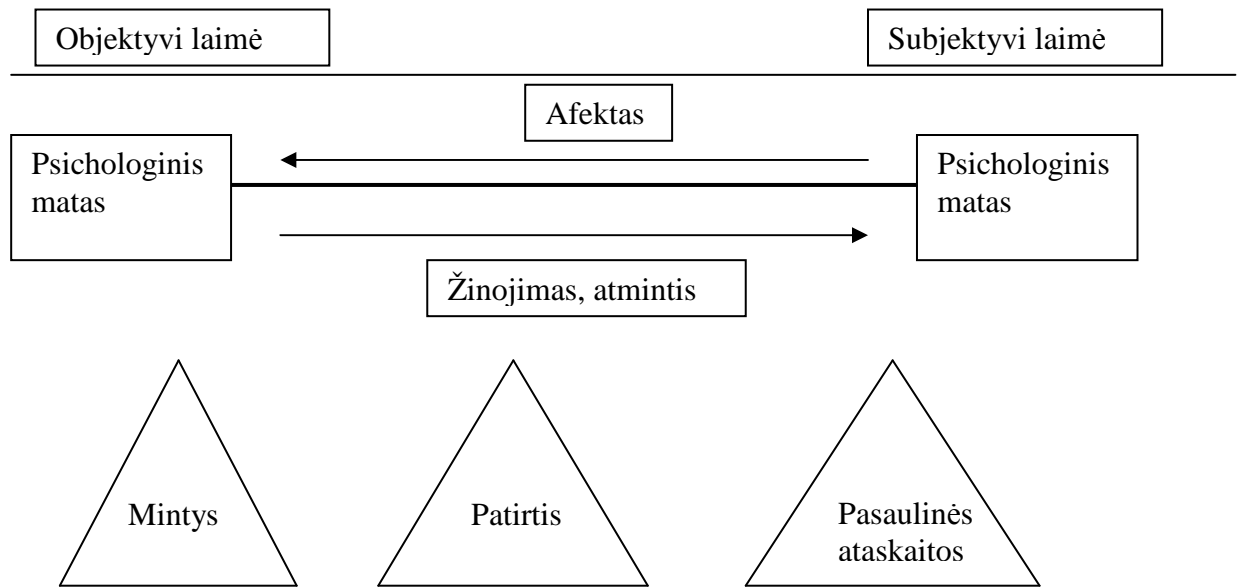 Objektyvi laimė
Subjektyvi laimė
Afektas
Psichologinis
matas
Psichologinis
matas
Žinojimas, atmintis
Mintys
Patirtis
Pasaulinės
ataskaitos